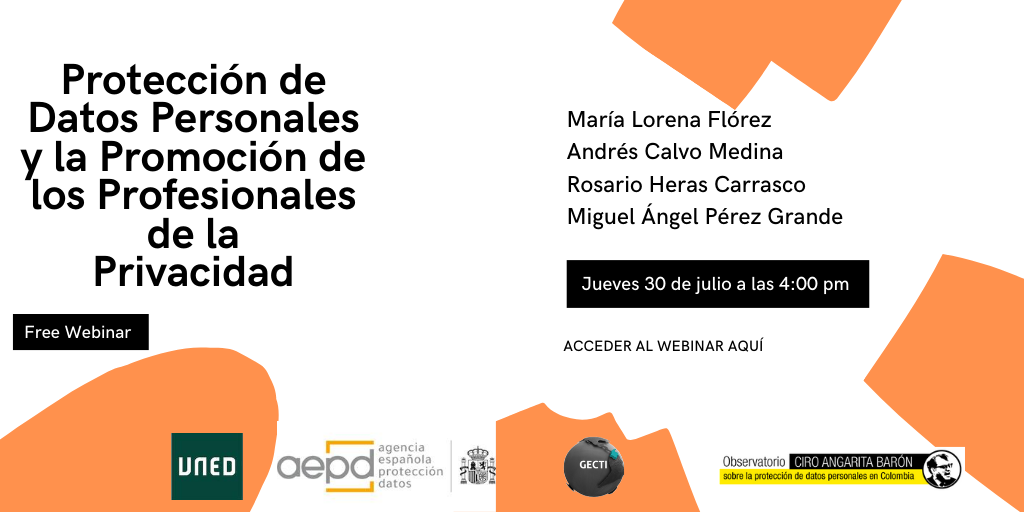 Protección de
Datos Personales
y la Promoción de
los Profesionales
de la
Privacidad
Free Webinar
María Lorena Flórez
Andrés Calvo Medina
Rosario Heras Carrasco
Miguel Ángel Pérez Grande
Jueves 30 de julio a las 4:00 pm
ACCEDER AL WEBINAR AQUÍ
UNED
aepd
agencia
española
protección
datos
GECTI
Observatorio CIRO ANGARITA BARÓN
sobre la protección de datos personales en Colombia